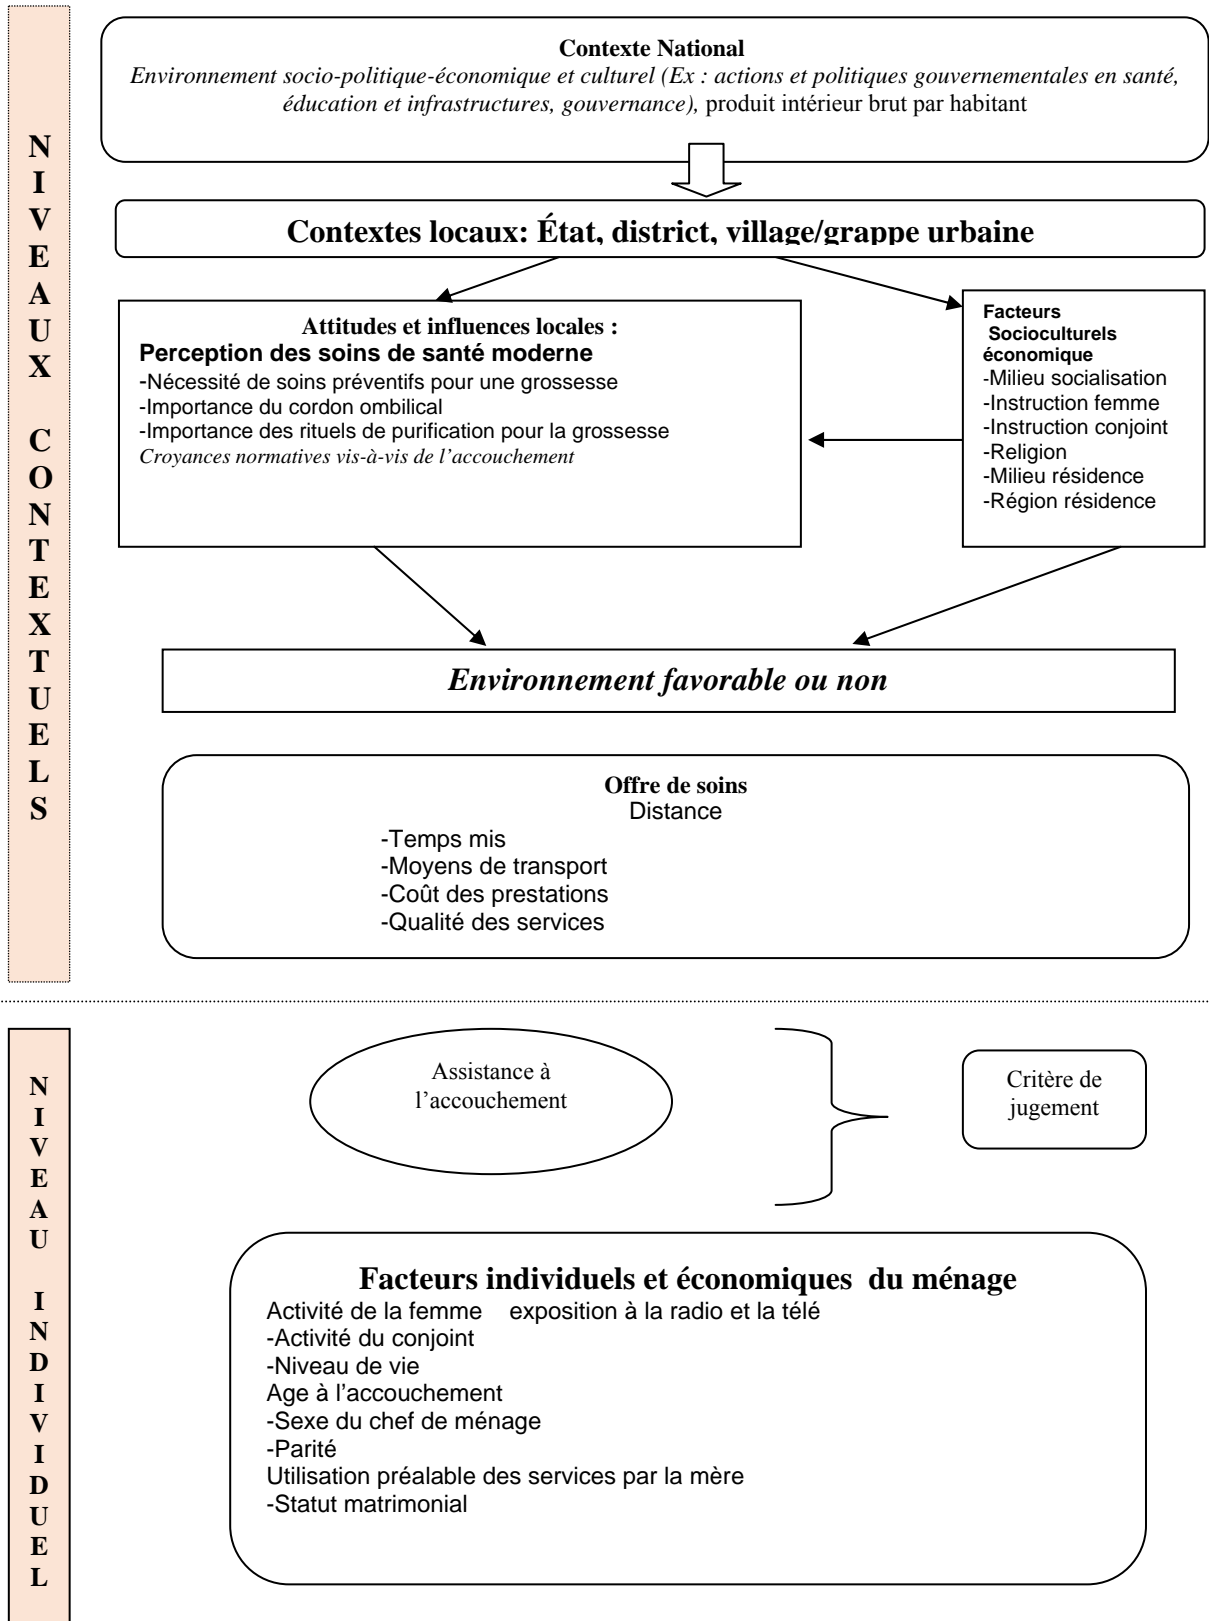 NIVEAUX CONTEXTUELS
Contexte National
Environnement socio-politique-économique et culturel (Ex : actions et politiques gouvernementales en santé,
éducation et infrastructures, gouvernance), produit intérieur brut par habitant
Contextes locaux: État, district, village/grappe urbaine
Attitudes et influences locales :
Perception des soins de santé moderne
-Nécessité de soins préventifs pour une grossesse
-Importance du cordon ombilical
-Importance des rituels de purification pour la grossesse
Croyances normatives vis-à-vis de l’accouchement
Facteurs
Socioculturels
économique
-Milieu socialisation
-Instruction femme
-Instruction conjoint
-Religion
-Milieu résidence
-Région résidence
Environnement favorable ou non
Offre de soins
Distance
-Temps mis
-Moyens de transport
-Coût des prestations
-Qualité des services
NIVEAU INDIVIDUEL
Assistance à
l’accouchement
Critère de
jugement
Facteurs individuels et économiques du ménage
Activité de la femme exposition à la radio et la télé
-Activité du conjoint
-Niveau de vie
Age à l’accouchement
-Sexe du chef de ménage
-Parité
Utilisation préalable des services par la mère
-Statut matrimonial